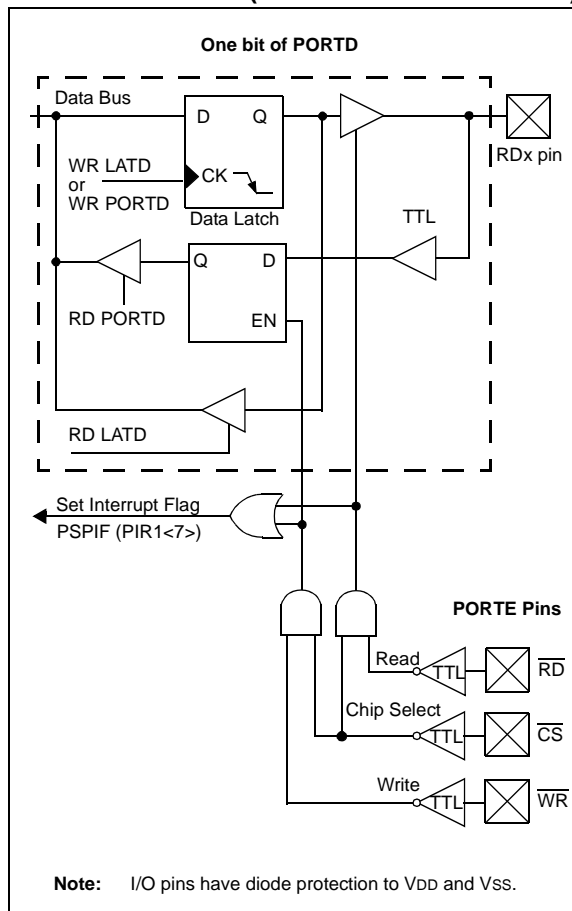 One bit of PORTD
Data Bus
D Q
RDx pin
WR LATD
or
WR PORTD
CK
Data Latch
TTL
Q D
EN
RD PORTD
RD LATD
Set Interrupt Flag
PSPIF (PIR1<7>)
PORTE Pins
Read
TTL
RD
Chip Select
TTL
CS
Write
TTL
WR
Note: I/O pins have diode protection to VDD and VSS.